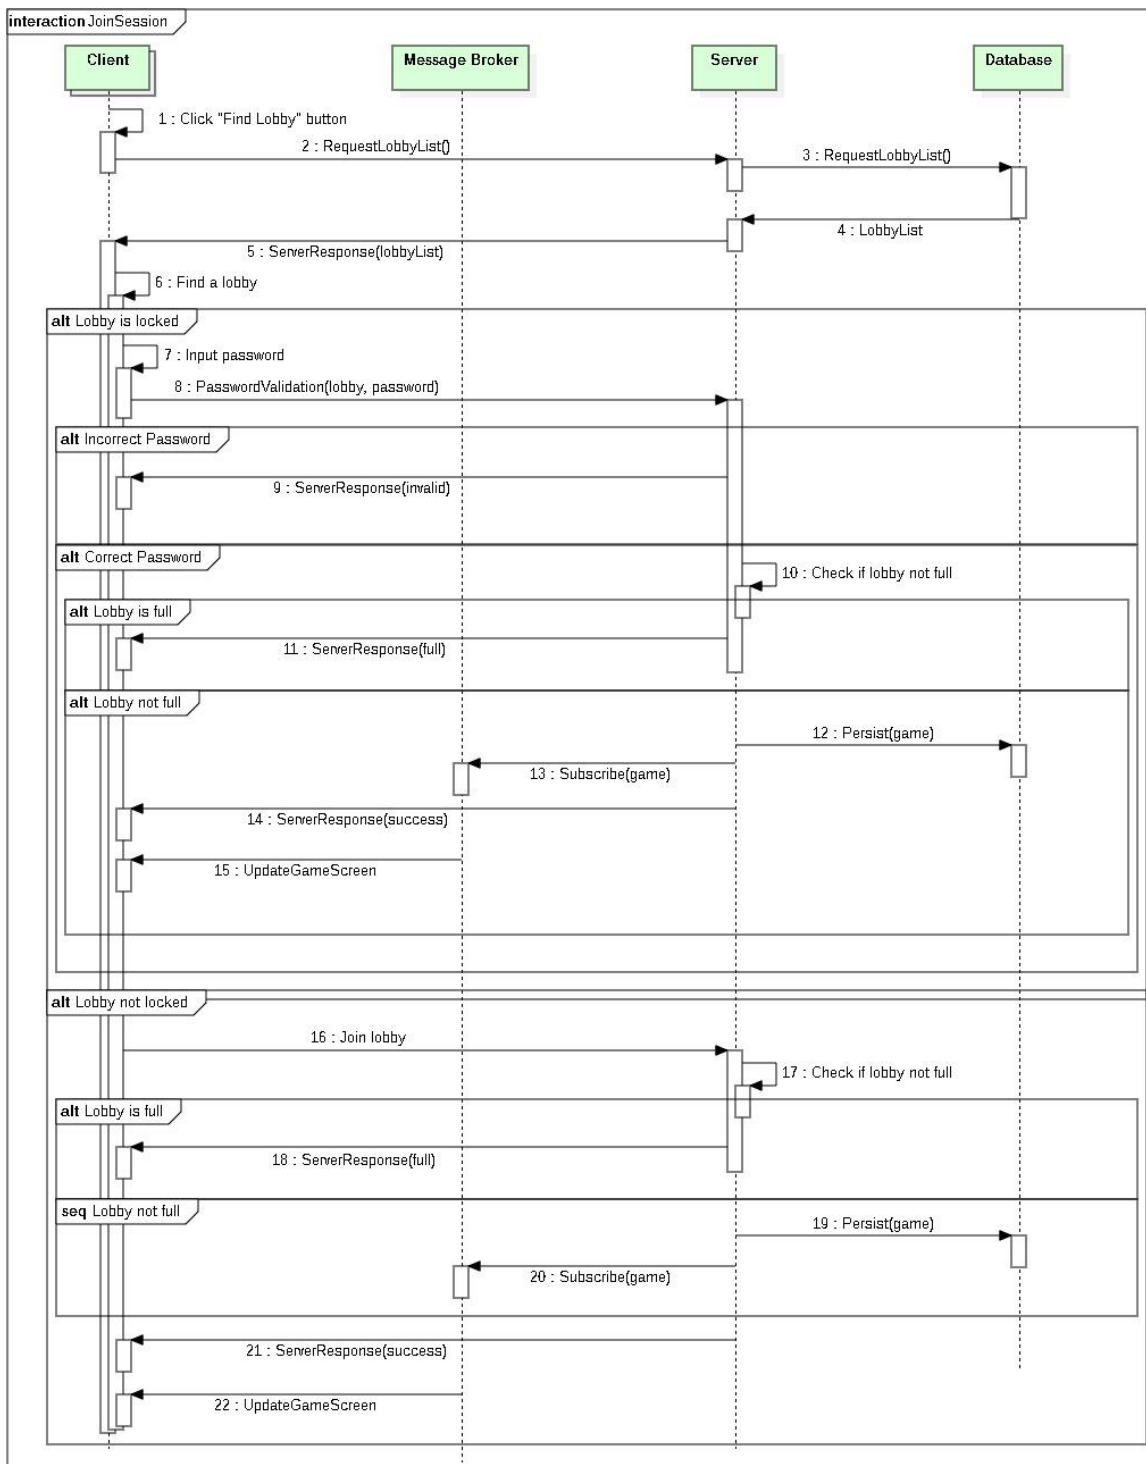 interaction JoinSession
Client
Message Broker
Server
Database
1 : Click "Find Lobby" button
2 : RequestLobbyList()
3 : RequestLobbyList()
4 : LobbyList
5 : ServerResponse(lobbyList)
6 : Find a lobby
alt Lobby is locked
7 : Input password
8 : PasswordValidation(lobby, password)
alt Incorrect Password
9 : ServerResponse(invalid)
alt Correct Password
10 : Check if lobby not full
alt Lobby is full
11 : ServerResponse(full)
alt Lobby not full
12 : Persist(game)
13 : Subscribe(game)
14 : ServerResponse(success)
15 : UpdateGameScreen
alt Lobby not locked
16 : Join lobby
17 : Check if lobby not full
alt Lobby is full
18 : ServerResponse(full)
seq Lobby not full
19 : Persist(game)
20 : Subscribe(game)
21 : ServerResponse(success)
22 : UpdateGameScreen